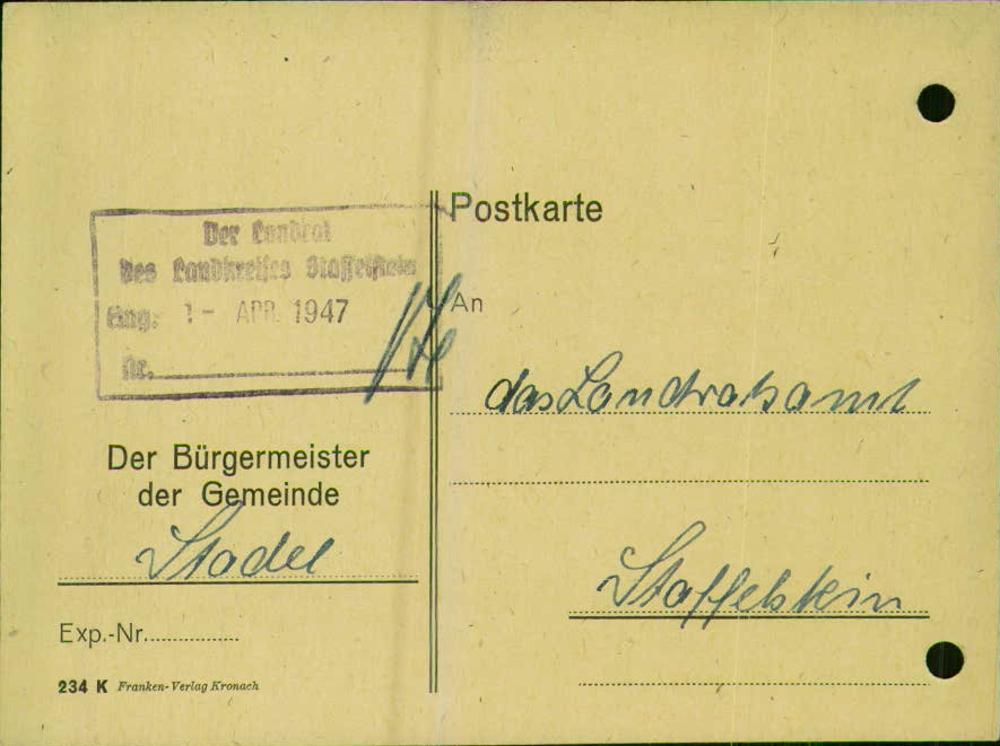 Der Landrat
des Landkreises Staffelstein
Eing: 1- APR. 1947
Nr.
Der Bürgermeister
der Gemeinde
Stadel
Exp.-Nr.
234 K Franken-Verlag Kronach
Postkarte
An
das Landratsamt
Staffelstein